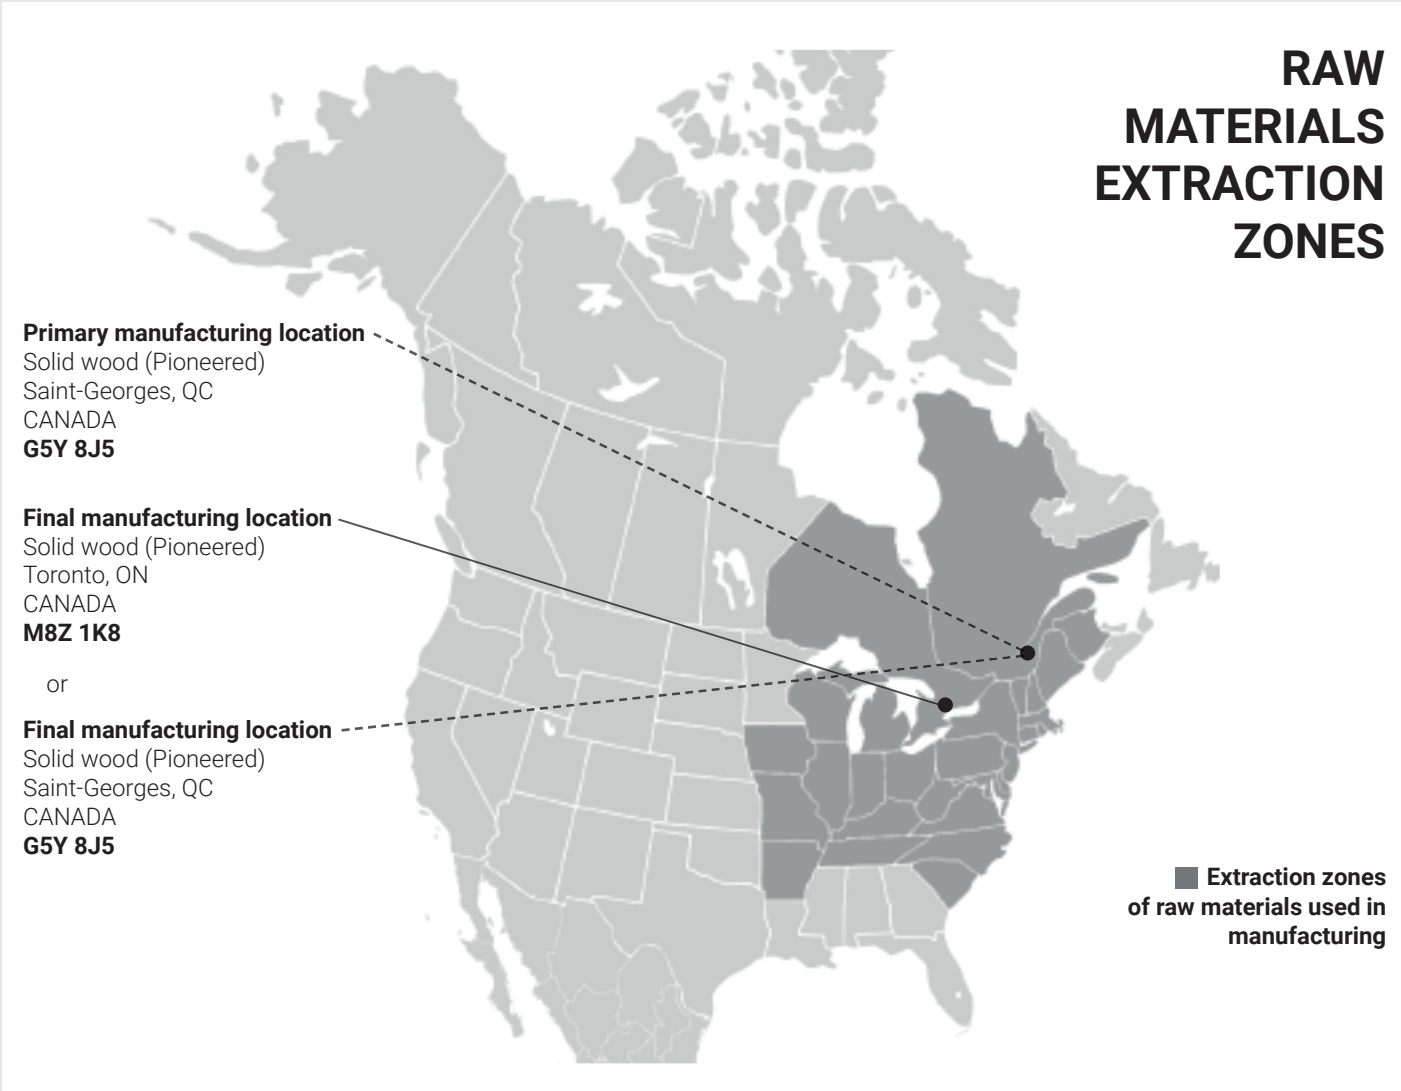 RAW
MATERIALS
EXTRACTION
ZONES
Primary manufacturing location
Solid wood (Pioneered)
Saint-Georges, QC
CANADA
G5Y 8J5
Final manufacturing location
Solid wood (Pioneered)
Toronto, ON
CANADA
M8Z 1K8
or
Final manufacturing location
Solid wood (Pioneered)
Saint-Georges, QC
CANADA
G5Y 8J5
Extraction zones
of raw materials used in
manufacturing